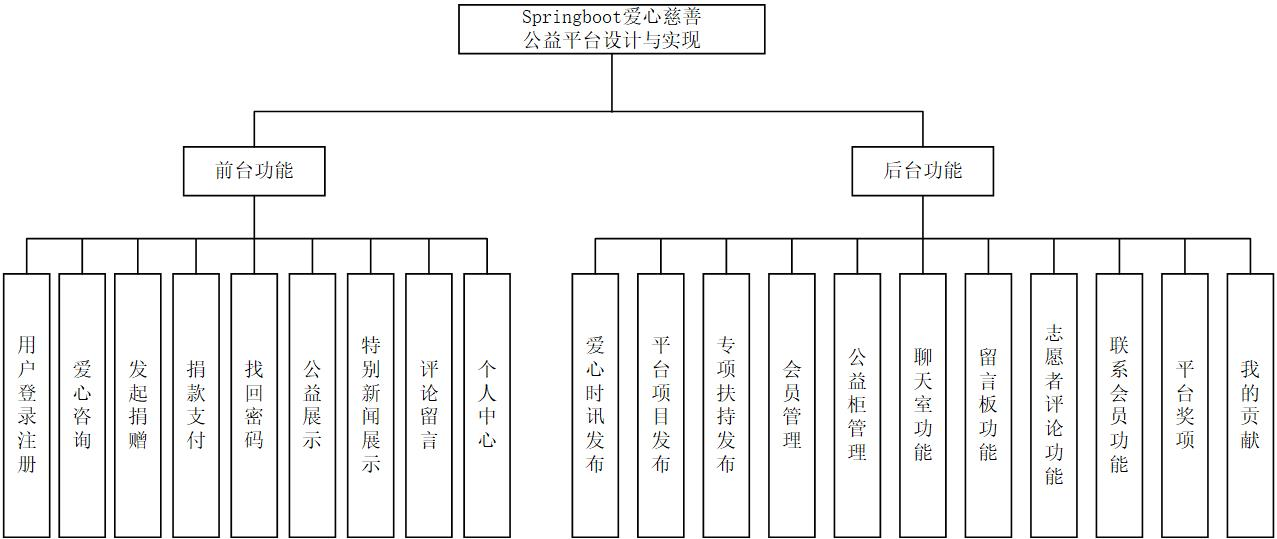 Springboot爱心慈善
公益平台设计与实现
前台功能
后台功能
用户登录注册
爱心咨询
发起捐赠
捐款支付
找回密码
公益展示
特别新闻展示
评论留言
个人中心
爱心时讯发布
平台项目发布
专项扶持发布
会员管理
公益柜管理
聊天室功能
留言板功能
志愿者评论功能
联系会员功能
平台奖项
我的贡献